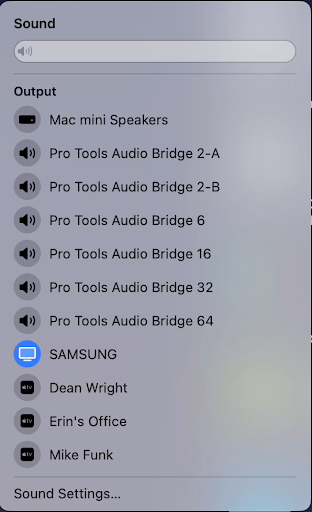 Sound
Output
Mac mini Speakers
Pro Tools Audio Bridge 2-A
Pro Tools Audio Bridge 2-B
Pro Tools Audio Bridge 6
Pro Tools Audio Bridge 16
Pro Tools Audio Bridge 32
Pro Tools Audio Bridge 64
SAMSUNG
tv Dean Wright
tv Erin's Office
tv Mike Funk
Sound Settings...